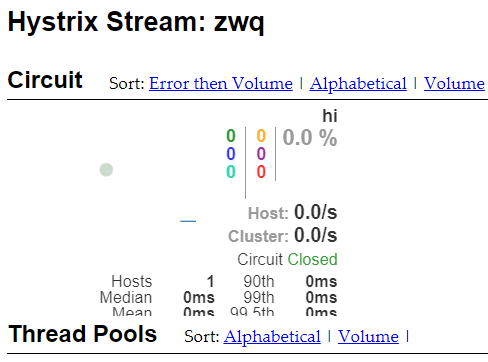 Hystrix Stream: zwq
Circuit Sort: Error then Volume | Alphabetical | Volume
hi
0 0 0.0 %
0 0
0 0
Host: 0.0/s
Cluster: 0.0/s
Circuit Closed
Hosts 1 90th 0ms
Median 0ms 99th 0ms
Mean 0ms 99.5th 0ms
Thread Pools Sort: Alphabetical | Volume |